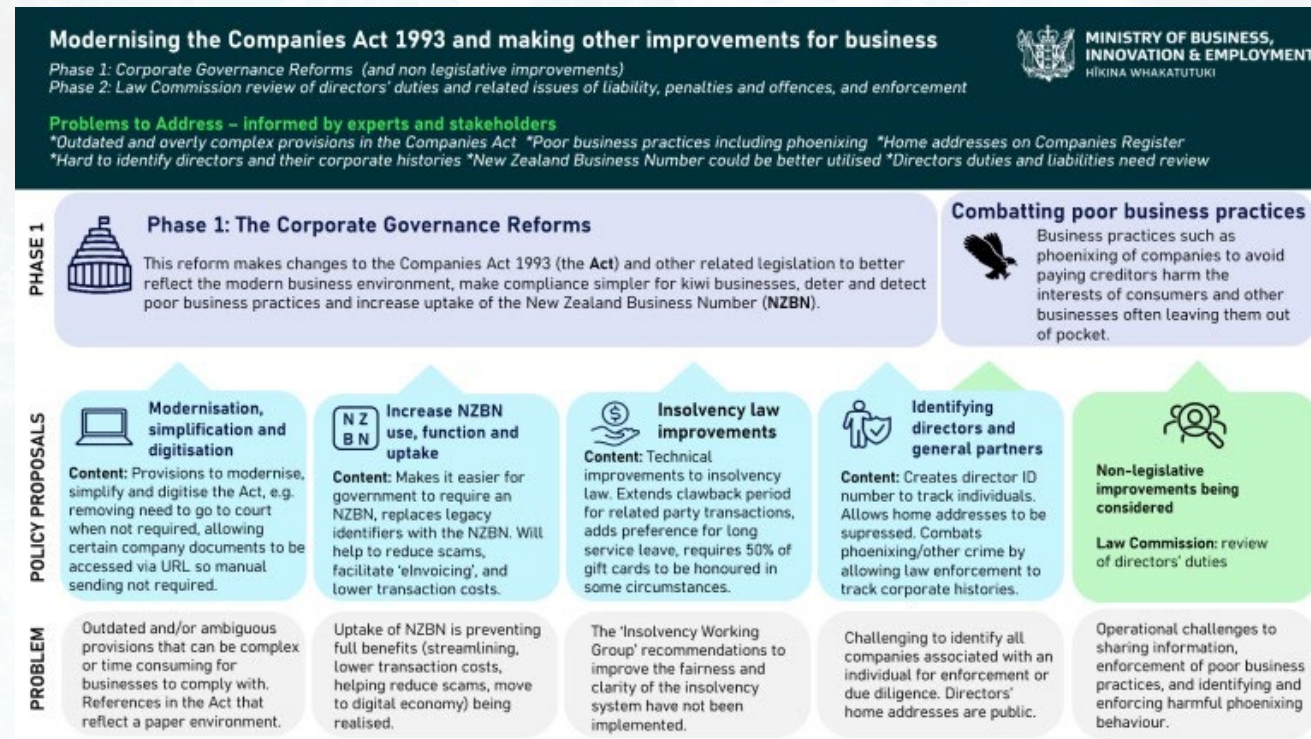 Modernising the Companies Act 1993 and making other improvements for business
Phase 1: Corporate Governance Reforms (and non legislative improvements)
Phase 2: Law Commission review of directors' duties and related issues of liability, penalties and offences, and enforcement
MINISTRY OF BUSINESS,
INNOVATION & EMPLOYMENT
HĪKINA WHAKATUTUKI
Problems to Address – informed by experts and stakeholders
*Outdated and overly complex provisions in the Companies Act *Poor business practices including phoenixing *Home addresses on Companies Register
*Hard to identify directors and their corporate histories *New Zealand Business Number could be better utilised *Directors duties and liabilities need review
PHASE 1
Phase 1: The Corporate Governance Reforms
This reform makes changes to the Companies Act 1993 (the Act) and other related legislation to better
reflect the modern business environment, make compliance simpler for kiwi businesses, deter and detect
poor business practices and increase uptake of the New Zealand Business Number (NZBN).
Combatting poor business practices
Business practices such as
phoenixing of companies to avoid
paying creditors harm the
interests of consumers and other
businesses often leaving them out
of pocket.
POLICY PROPOSALS
Modernisation,
simplification and
digitisation
Content: Provisions to modernise,
simplify and digitise the Act, e.g.
removing need to go to court
when not required, allowing
certain company documents to be
accessed via URL so manual
sending not required.
N Z
B N
Increase NZBN
use, function and
uptake
Content: Makes it easier for
government to require an
NZBN, replaces legacy
identifiers with the NZBN. Will
help to reduce scams,
facilitate 'eInvoicing', and
lower transaction costs.
$
Insolvency law
improvements
Content: Technical
improvements to insolvency
law. Extends clawback period
for related party transactions,
adds preference for long
service leave, requires 50% of
gift cards to be honoured in
some circumstances.
Identifying
directors and
general partners
Content: Creates director ID
number to track individuals.
Allows home addresses to be
supressed. Combats
phoenixing/other crime by
allowing law enforcement to
track corporate histories.
Non-legislative
improvements being
considered
Law Commission: review
of directors' duties
PROBLEM
Outdated and/or ambiguous
provisions that can be complex
or time consuming for
businesses to comply with.
References in the Act that
reflect a paper environment.
Uptake of NZBN is preventing
full benefits (streamlining,
lower transaction costs,
helping reduce scams, move
to digital economy) being
realised.
The 'Insolvency Working
Group' recommendations to
improve the fairness and
clarity of the insolvency
system have not been
implemented.
Challenging to identify all
companies associated with an
individual for enforcement or
due diligence. Directors'
home addresses are public.
Operational challenges to
sharing information,
enforcement of poor business
practices, and identifying and
enforcing harmful phoenixing
behaviour.